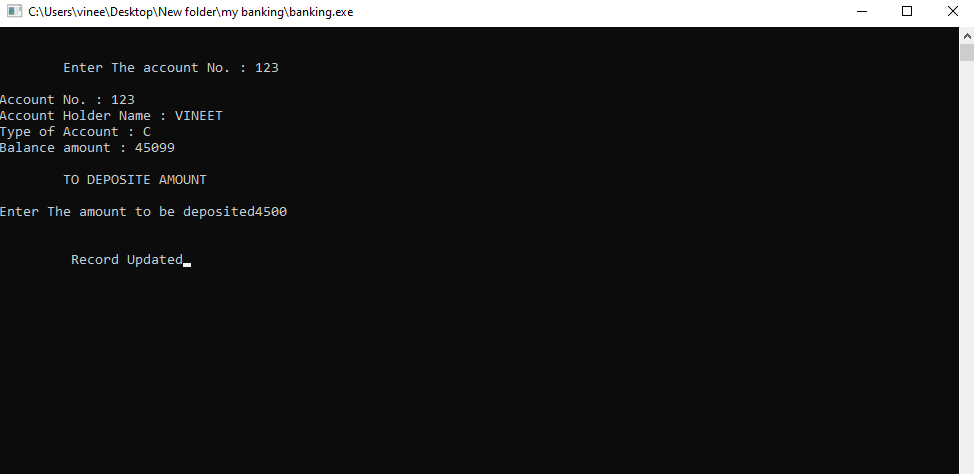 C:\Users\vinee\Desktop\New folder\my banking\banking.exe
Enter The account No. : 123
Account No. : 123
Account Holder Name : VINEET
Type of Account : C
Balance amount : 45099
TO DEPOSITE AMOUNT
Enter The amount to be deposited4500
Record Updated